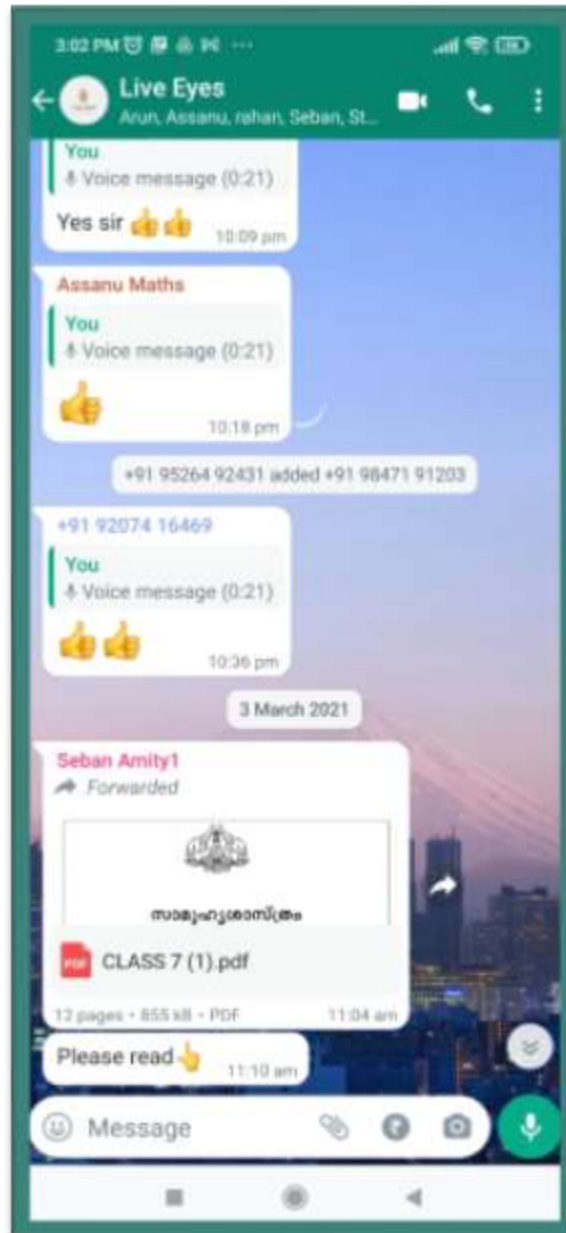 3:02 PM
Live Eyes
Arun, Assanu, rahan, Seban, St...
You
Voice message (0:21)
Yes sir 👍👍
10:09 pm
Assanu Maths
You
Voice message (0:21)
👍
10:18 pm
+91 95264 92431 added +91 98471 91203
+91 92074 16469
You
Voice message (0:21)
👍👍
10:36 pm
3 March 2021
Seban Amity1
Forwarded
സാമൂഹ്യശാസ്ത്രം
PDF
CLASS 7 (1).pdf
12 pages • 855 kB • PDF
11:04 am
Please read👆
11:10 am
Message